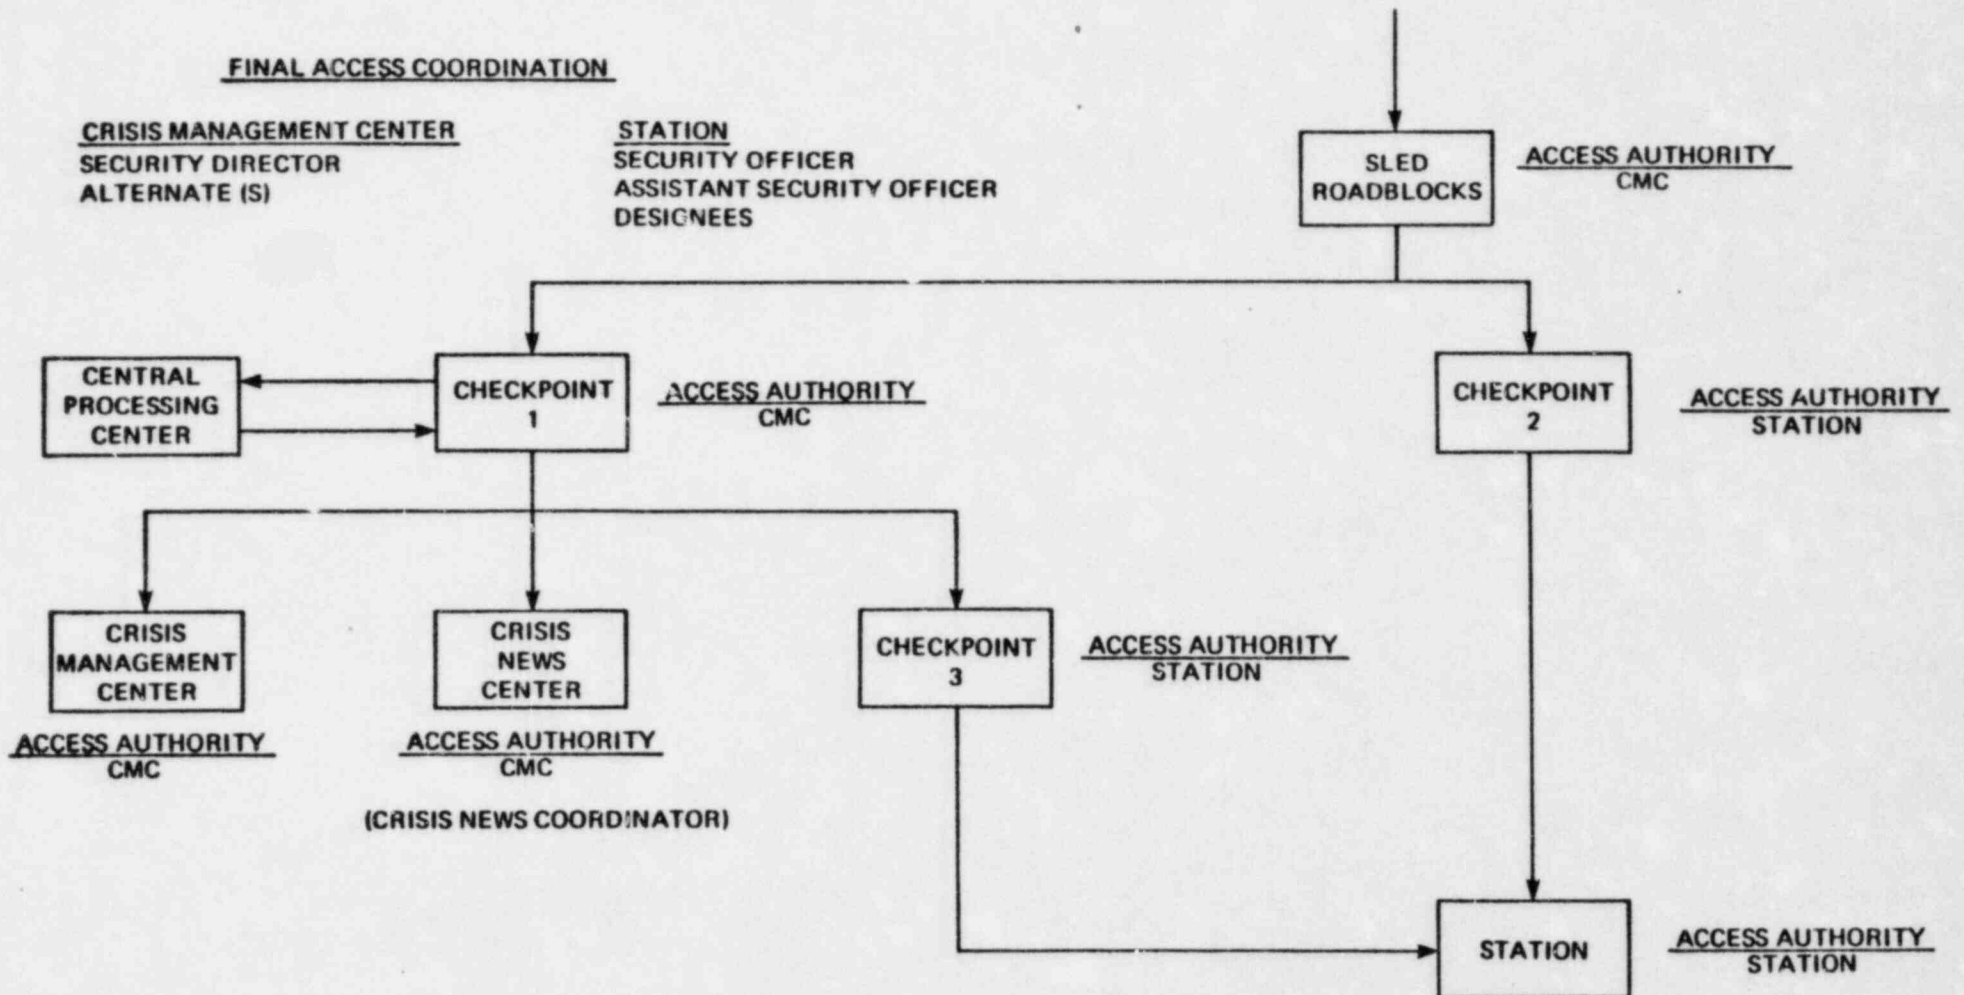 FINAL ACCESS COORDINATION
CRISIS MANAGEMENT CENTER
SECURITY DIRECTOR
ALTERNATE (S)
STATION
SECURITY OFFICER
ASSISTANT SECURITY OFFICER
DESIGNEES
SLED
ROADBLOCKS
ACCESS AUTHORITY
CMC
CENTRAL
PROCESSING
CENTER
CHECKPOINT
1
ACCESS AUTHORITY
CMC
CHECKPOINT
2
ACCESS AUTHORITY
STATION
CRISIS
MANAGEMENT
CENTER
ACCESS AUTHORITY
CMC
CRISIS
NEWS
CENTER
ACCESS AUTHORITY
CMC
(CRISIS NEWS COORDINATOR)
CHECKPOINT
3
ACCESS AUTHORITY
STATION
STATION
ACCESS AUTHORITY
STATION